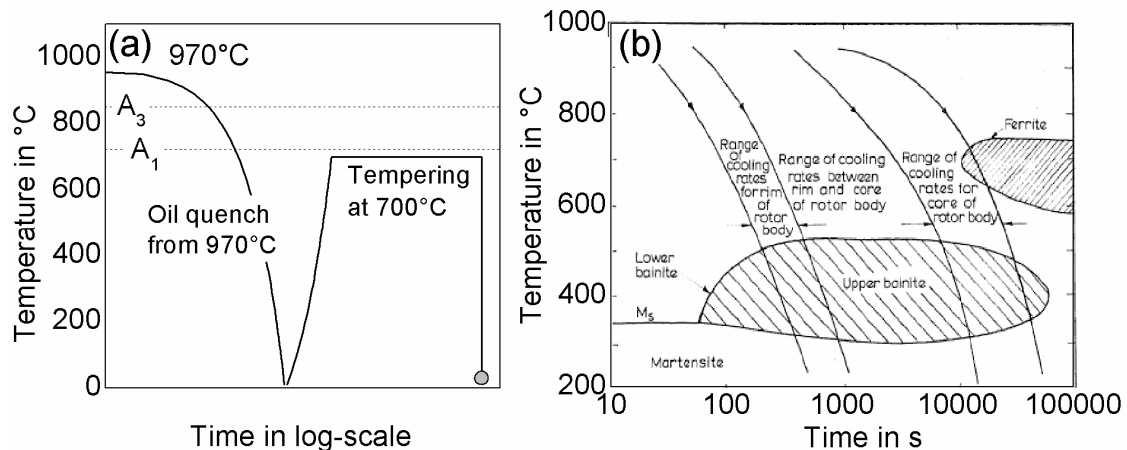 (a)
970°C
1000
800
600
400
200
0
Temperature in °C
A3
A1
Oil quench
from 970°C
Tempering
at 700°C
Time in log-scale
(b)
1000
800
600
400
200
Temperature in °C
Ferrite
Range
of
cooling
rates
for rim of
rotor
body
Range of cooling
rates between
rim and core
of rotor body
Range of
cooling
rates for
core of
rotor body
Lower
bainite
Upper bainite
Ms
Martensite
10
100
1000
10000
100000
Time in s